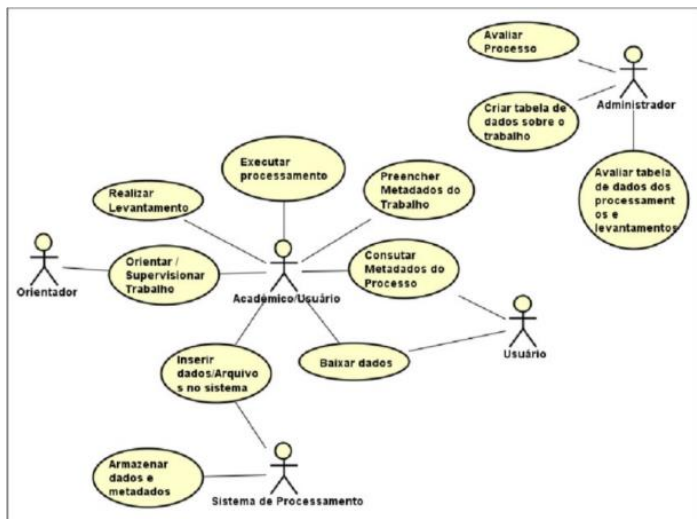 Avaliar
Processo
Administrador
Criar tabela de
dados sobre o
trabalho
Executar
processamento
Preencher
Metadados do
Trabalho
Avaliar tabela
de dados dos
processament
os e
levantamentos
Realizar
Levantamento
Orientador
Orientar /
Supervisionar
Trabalho
Acadêmico/Usuário
Consutar
Metadados do
Processo
Usuário
Inserir
dados/Arquivo
s no sistema
Baixar dados
Armazenar
dados e
metadados
Sistema de Processamento